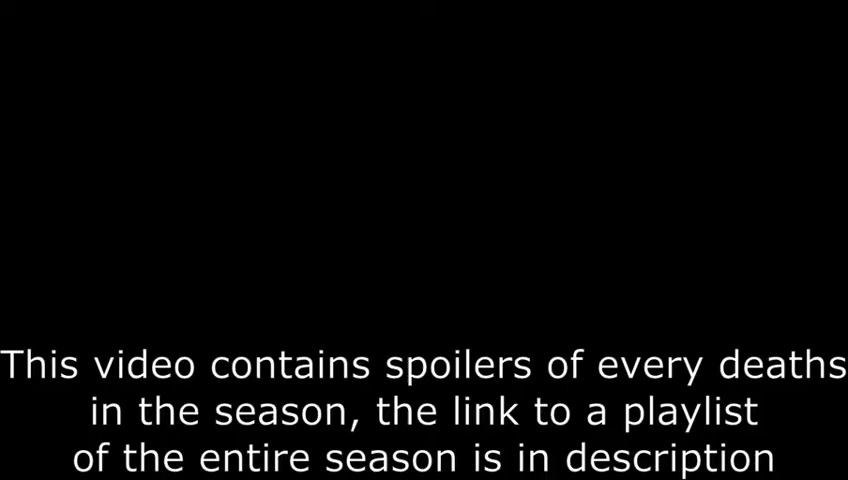 This video contains spoilers of every deaths
in the season, the link to a playlist
of the entire season is in description